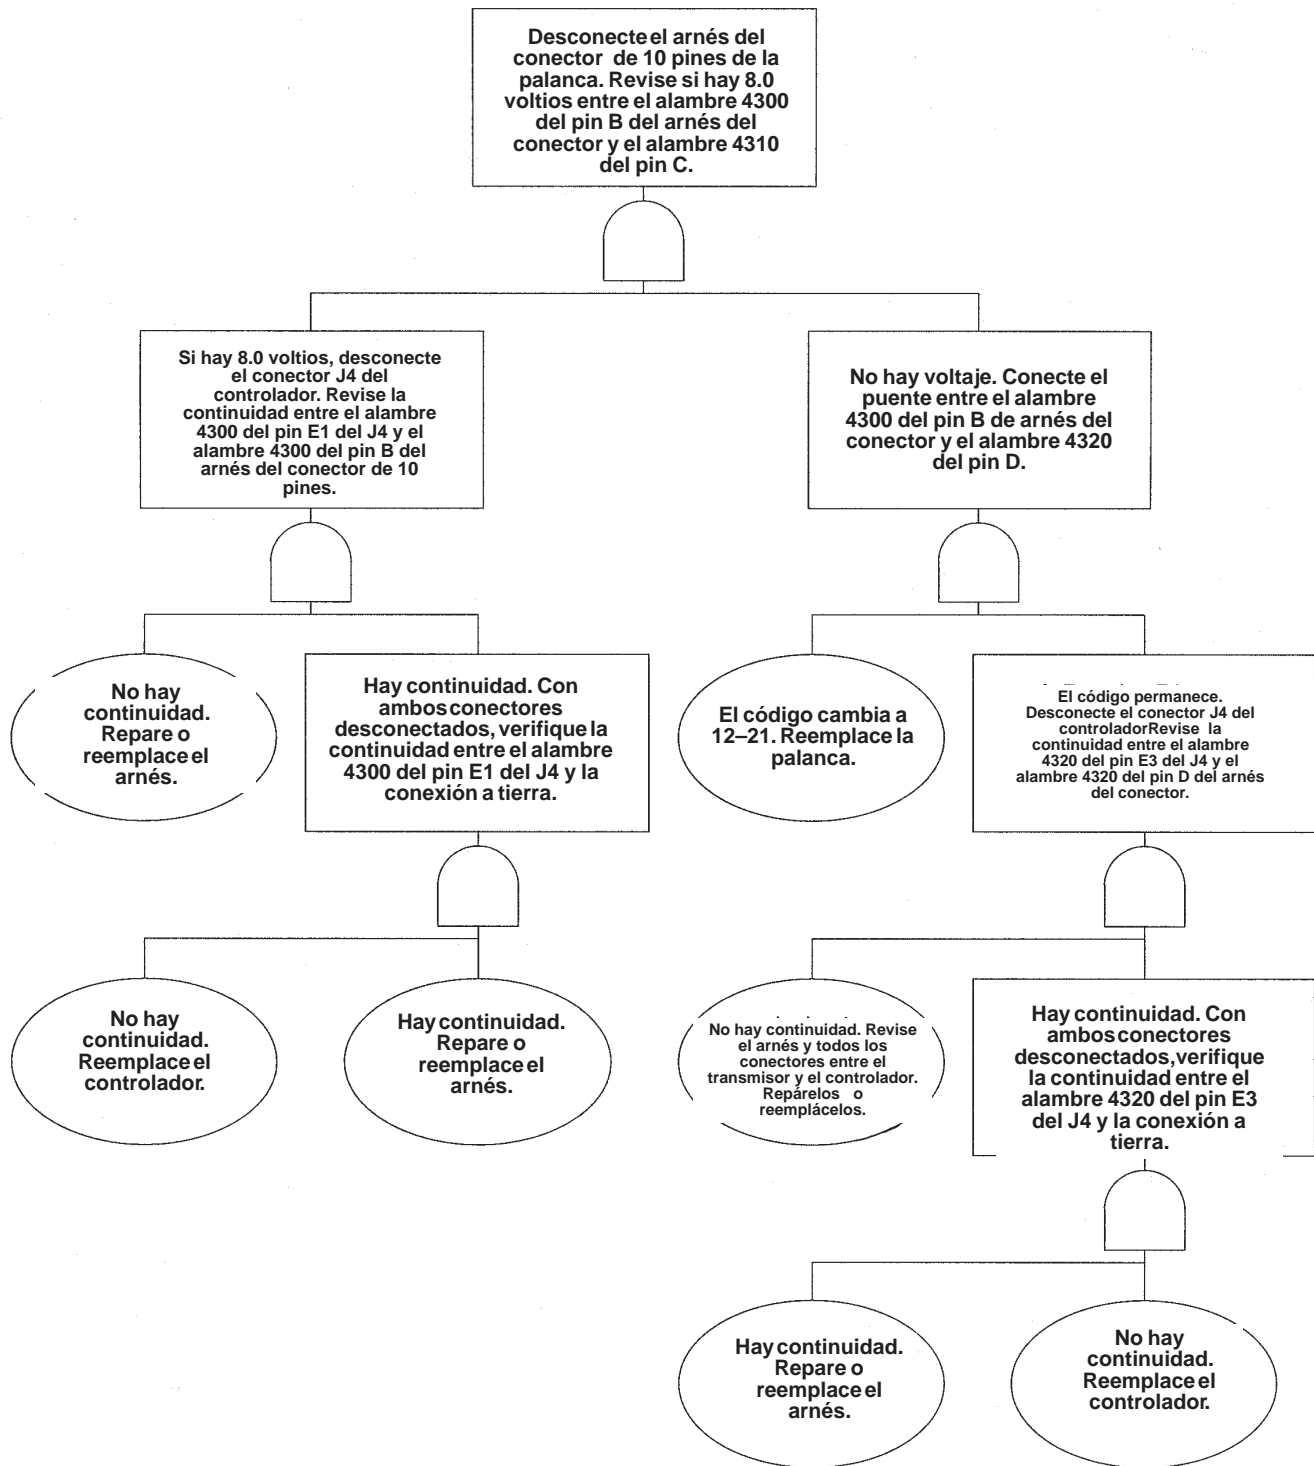 Desconecte el arnés del
conector de 10 pines de la
palanca. Revise si hay 8.0
voltios entre el alambre 4300
del pin B del arnés del
conector y el alambre 4310
del pin C.
Si hay 8.0 voltios, desconecte
el conector J4 del
controlador. Revise la
continuidad entre el alambre
4300 del pin E1 del J4 y el
alambre 4300 del pin B del
arnés del conector de 10
pines.
No hay voltaje. Conecte el
puente entre el alambre
4300 del pin B de arnés del
conector y el alambre 4320
del pin D.
No hay
continuidad.
Repare o
reemplace el
arnés.
Hay continuidad. Con
ambos conectores
desconectados, verifique la
continuidad entre el alambre
4300 del pin E1 del J4 y la
conexión a tierra.
El código cambia a
12–21. Reemplace la
palanca.
El código permanece.
Desconecte el conector J4 del
controladorRevise la
continuidad entre el alambre
4320 del pin E3 del J4 y el
alambre 4320 del pin D del arnés
del conector.
No hay
continuidad.
Reemplace el
controlador.
Hay continuidad.
Repare o
reemplace el
arnés.
No hay continuidad. Revise
el arnés y todos los
conectores entre el
transmisor y el controlador.
Repárelos o
reemplácelos.
Hay continuidad. Con
ambos conectores
desconectados, verifique
la continuidad entre el
alambre 4320 del pin E3
del J4 y la conexión a
tierra.
Hay continuidad.
Repare o
reemplace el
arnés.
No hay
continuidad.
Reemplace el
controlador.